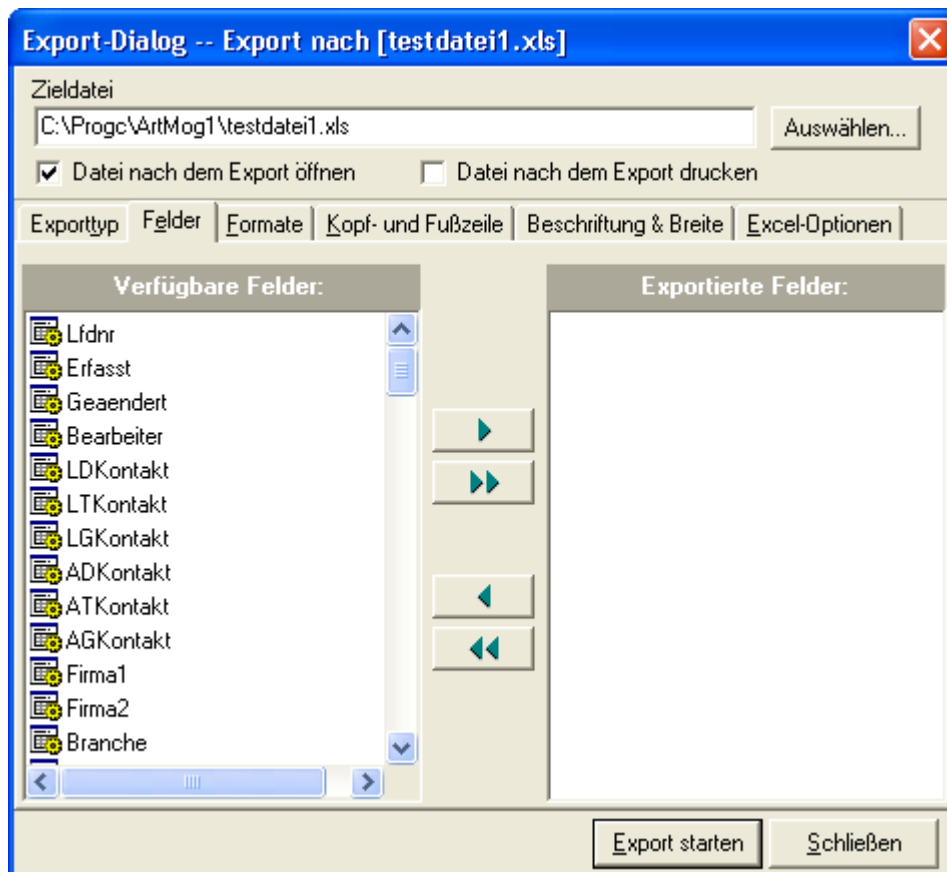 Export-Dialog -- Export nach [testdatei1.xls]
Zieldatei
C:\Progc\ArtMog1\testdatei1.xls
Auswählen...
Datei nach dem Export öffnen
Datei nach dem Export drucken
Exporttyp
Felder
Formate
Kopf- und Fußzeile
Beschriftung & Breite
Excel-Optionen
Verfügbare Felder:
Exportierte Felder:
Lfdnr
Erfasst
Geaendert
Bearbeiter
LDKontakt
LTKontakt
LGKontakt
ADKontakt
ATKontakt
AGKontakt
Firma1
Firma2
Branche
Export starten
Schließen